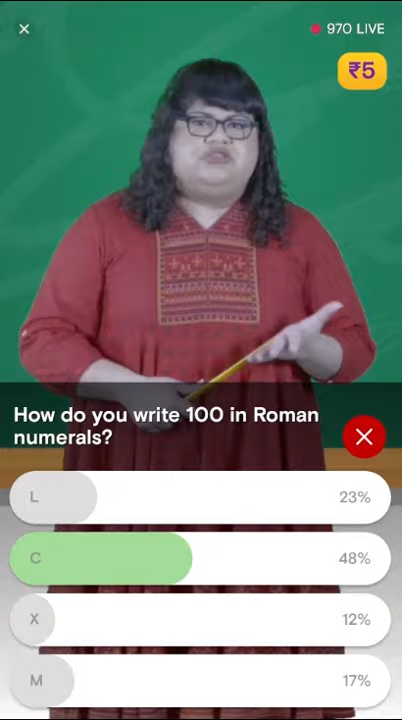 970 LIVE
₹5
How do you write 100 in Roman
numerals?
L 23%
C 48%
X 12%
M 17%